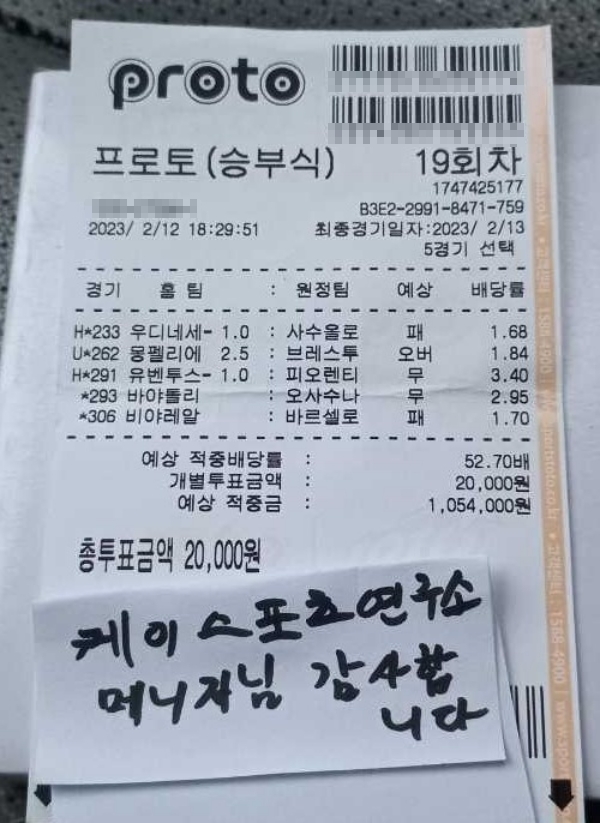 proto
프로토(승부식) 19회차
1747425177
B3E2-2991-8471-759
2023/ 2/12 18:29:51 최종경기일자:2023/ 2/13
5경기 선택
경기 홈 팀 : 원정팀 예상 배당률
H*233 우디네세- 1.0 : 사수올로 패 1.68
U*262 몽펠리에 2.5 : 브레스투 오버 1.84
H*291 유벤투스- 1.0 : 피오렌티 무 3.40
*293 바야돌리 : 오사수나 무 2.95
*306 비야레알 : 바르셀로 패 1.70
예상 적중배당률 : 52.70배
개별투표금액 : 20,000원
예상 적중금 : 1,054,000원
총투표금액 20,000원
케이스포츠연구소
매니저님 감사합
니다
고객센터 : 1588-4900